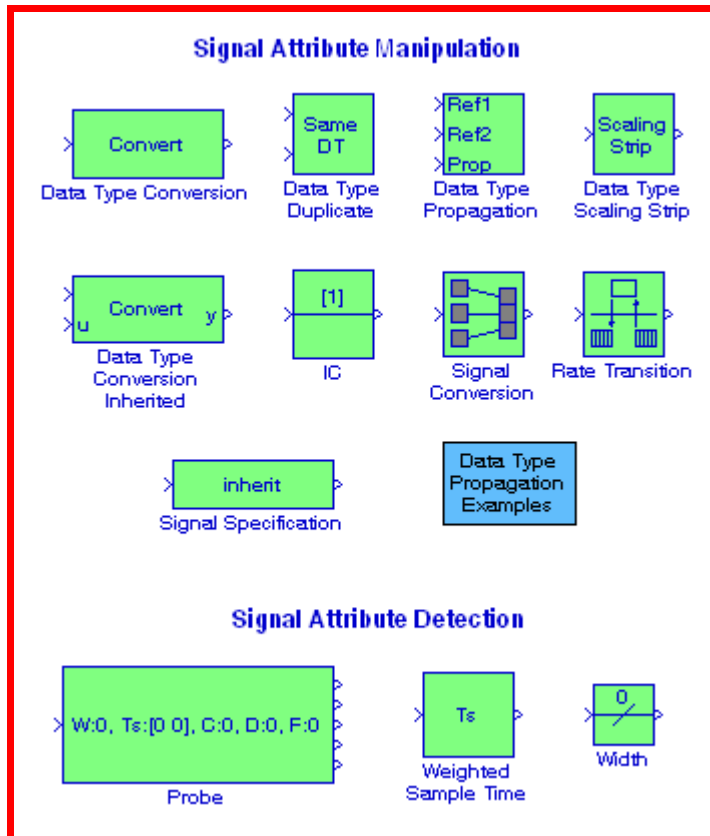 Signal Attribute Manipulation
Convert
Data Type Conversion
Same
DT
Data Type
Duplicate
Ref1
Ref2
Prop
Data Type
Propagation
Scaling
Strip
Data Type
Scaling Strip
Convert
u
y
Data Type
Conversion
Inherited
[1]
IC
Signal
Conversion
Rate Transition
inherit
Signal Specification
Data Type
Propagation
Examples
Signal Attribute Detection
W:0, Ts:[0 0], C:0, D:0, F:0
Probe
Ts
Weighted
Sample Time
0
Width